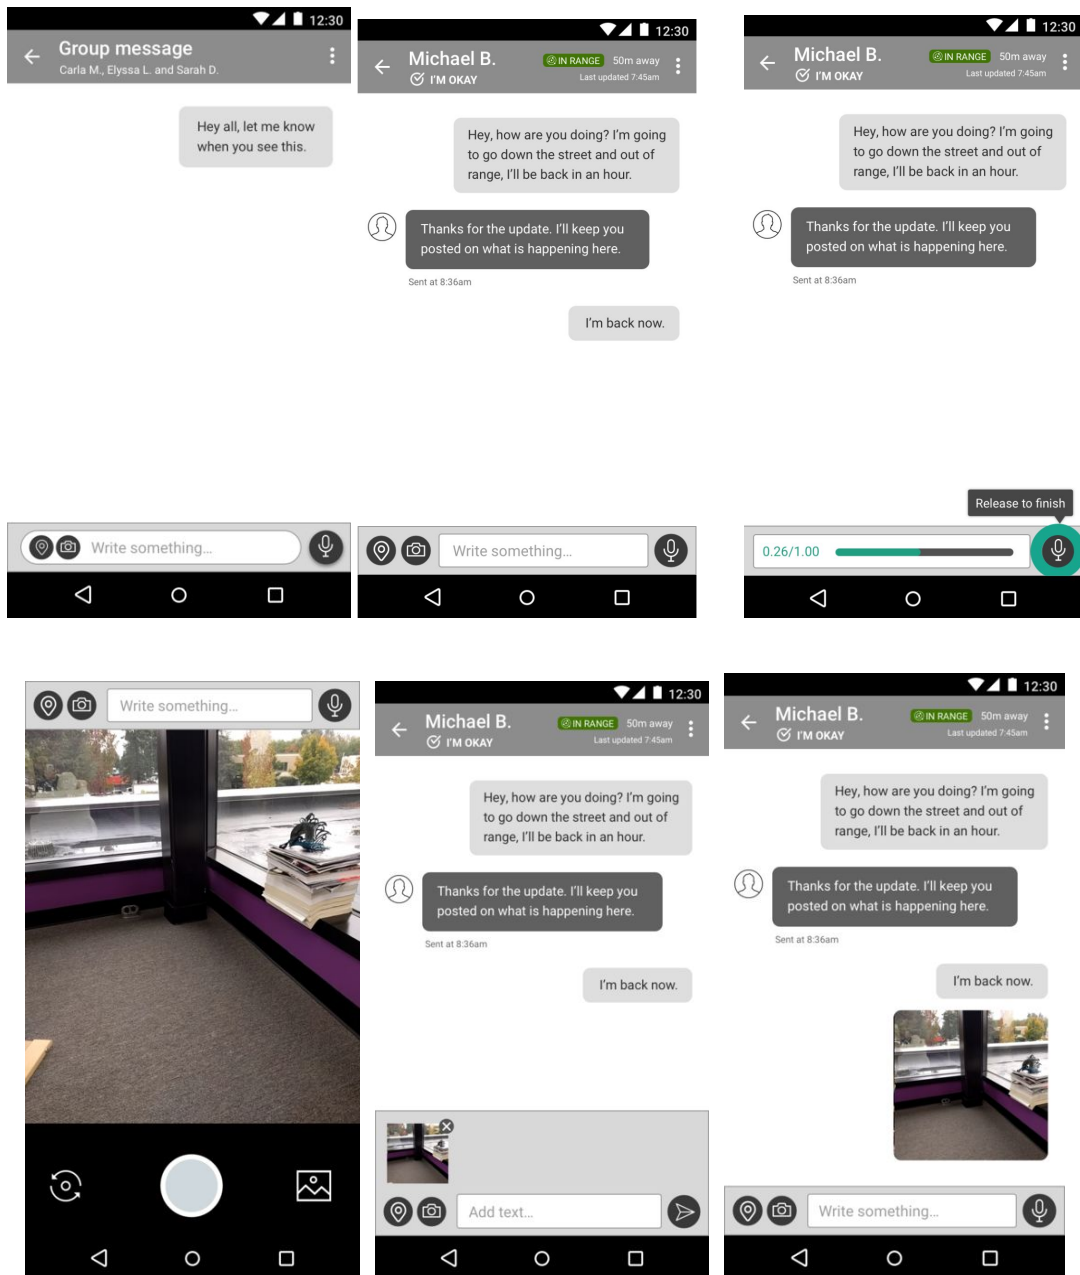 12:30
Group message
Carla M., Elyssa L. and Sarah D.
Hey all, let me know
when you see this.
Write something...
12:30
Michael B.
IN RANGE
50m away
I'M OKAY
Last updated 7:45am
Hey, how are you doing? I'm going
to go down the street and out of
range, I'll be back in an hour.
Thanks for the update. I'll keep you
posted on what is happening here.
Sent at 8:36am
I'm back now.
Write something...
12:30
Michael B.
IN RANGE
50m away
I'M OKAY
Last updated 7:45am
Hey, how are you doing? I'm going
to go down the street and out of
range, I'll be back in an hour.
Thanks for the update. I'll keep you
posted on what is happening here.
Sent at 8:36am
Release to finish
0.26/1.00
Write something...
12:30
Michael B.
IN RANGE
50m away
I'M OKAY
Last updated 7:45am
Hey, how are you doing? I'm going
to go down the street and out of
range, I'll be back in an hour.
Thanks for the update. I'll keep you
posted on what is happening here.
Sent at 8:36am
I'm back now.
Add text...
12:30
Michael B.
IN RANGE
50m away
I'M OKAY
Last updated 7:45am
Hey, how are you doing? I'm going
to go down the street and out of
range, I'll be back in an hour.
Thanks for the update. I'll keep you
posted on what is happening here.
Sent at 8:36am
I'm back now.
Write something...